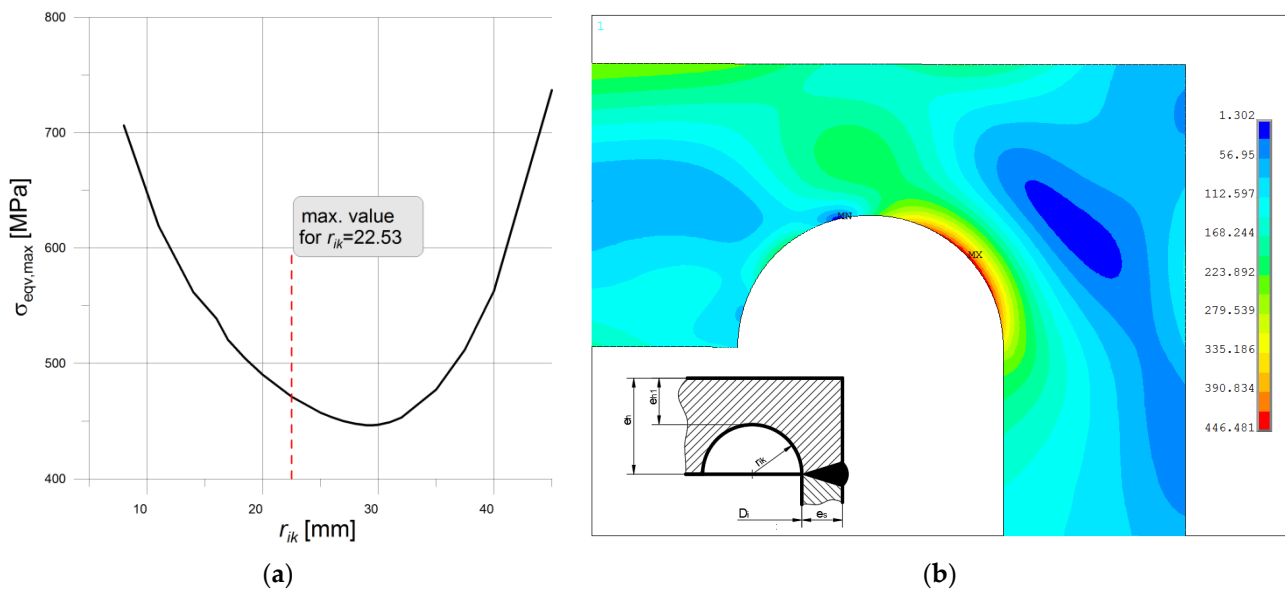 800
700
600
500
400
σeqv,max [MPa]
max. value
for rik=22.53
10
20
30
40
rik [mm]
(a)
1
MN
MX
1.302
56.95
112.597
168.244
223.892
279.539
335.186
390.834
446.481
eh
eh1
rik
Di
es
(b)